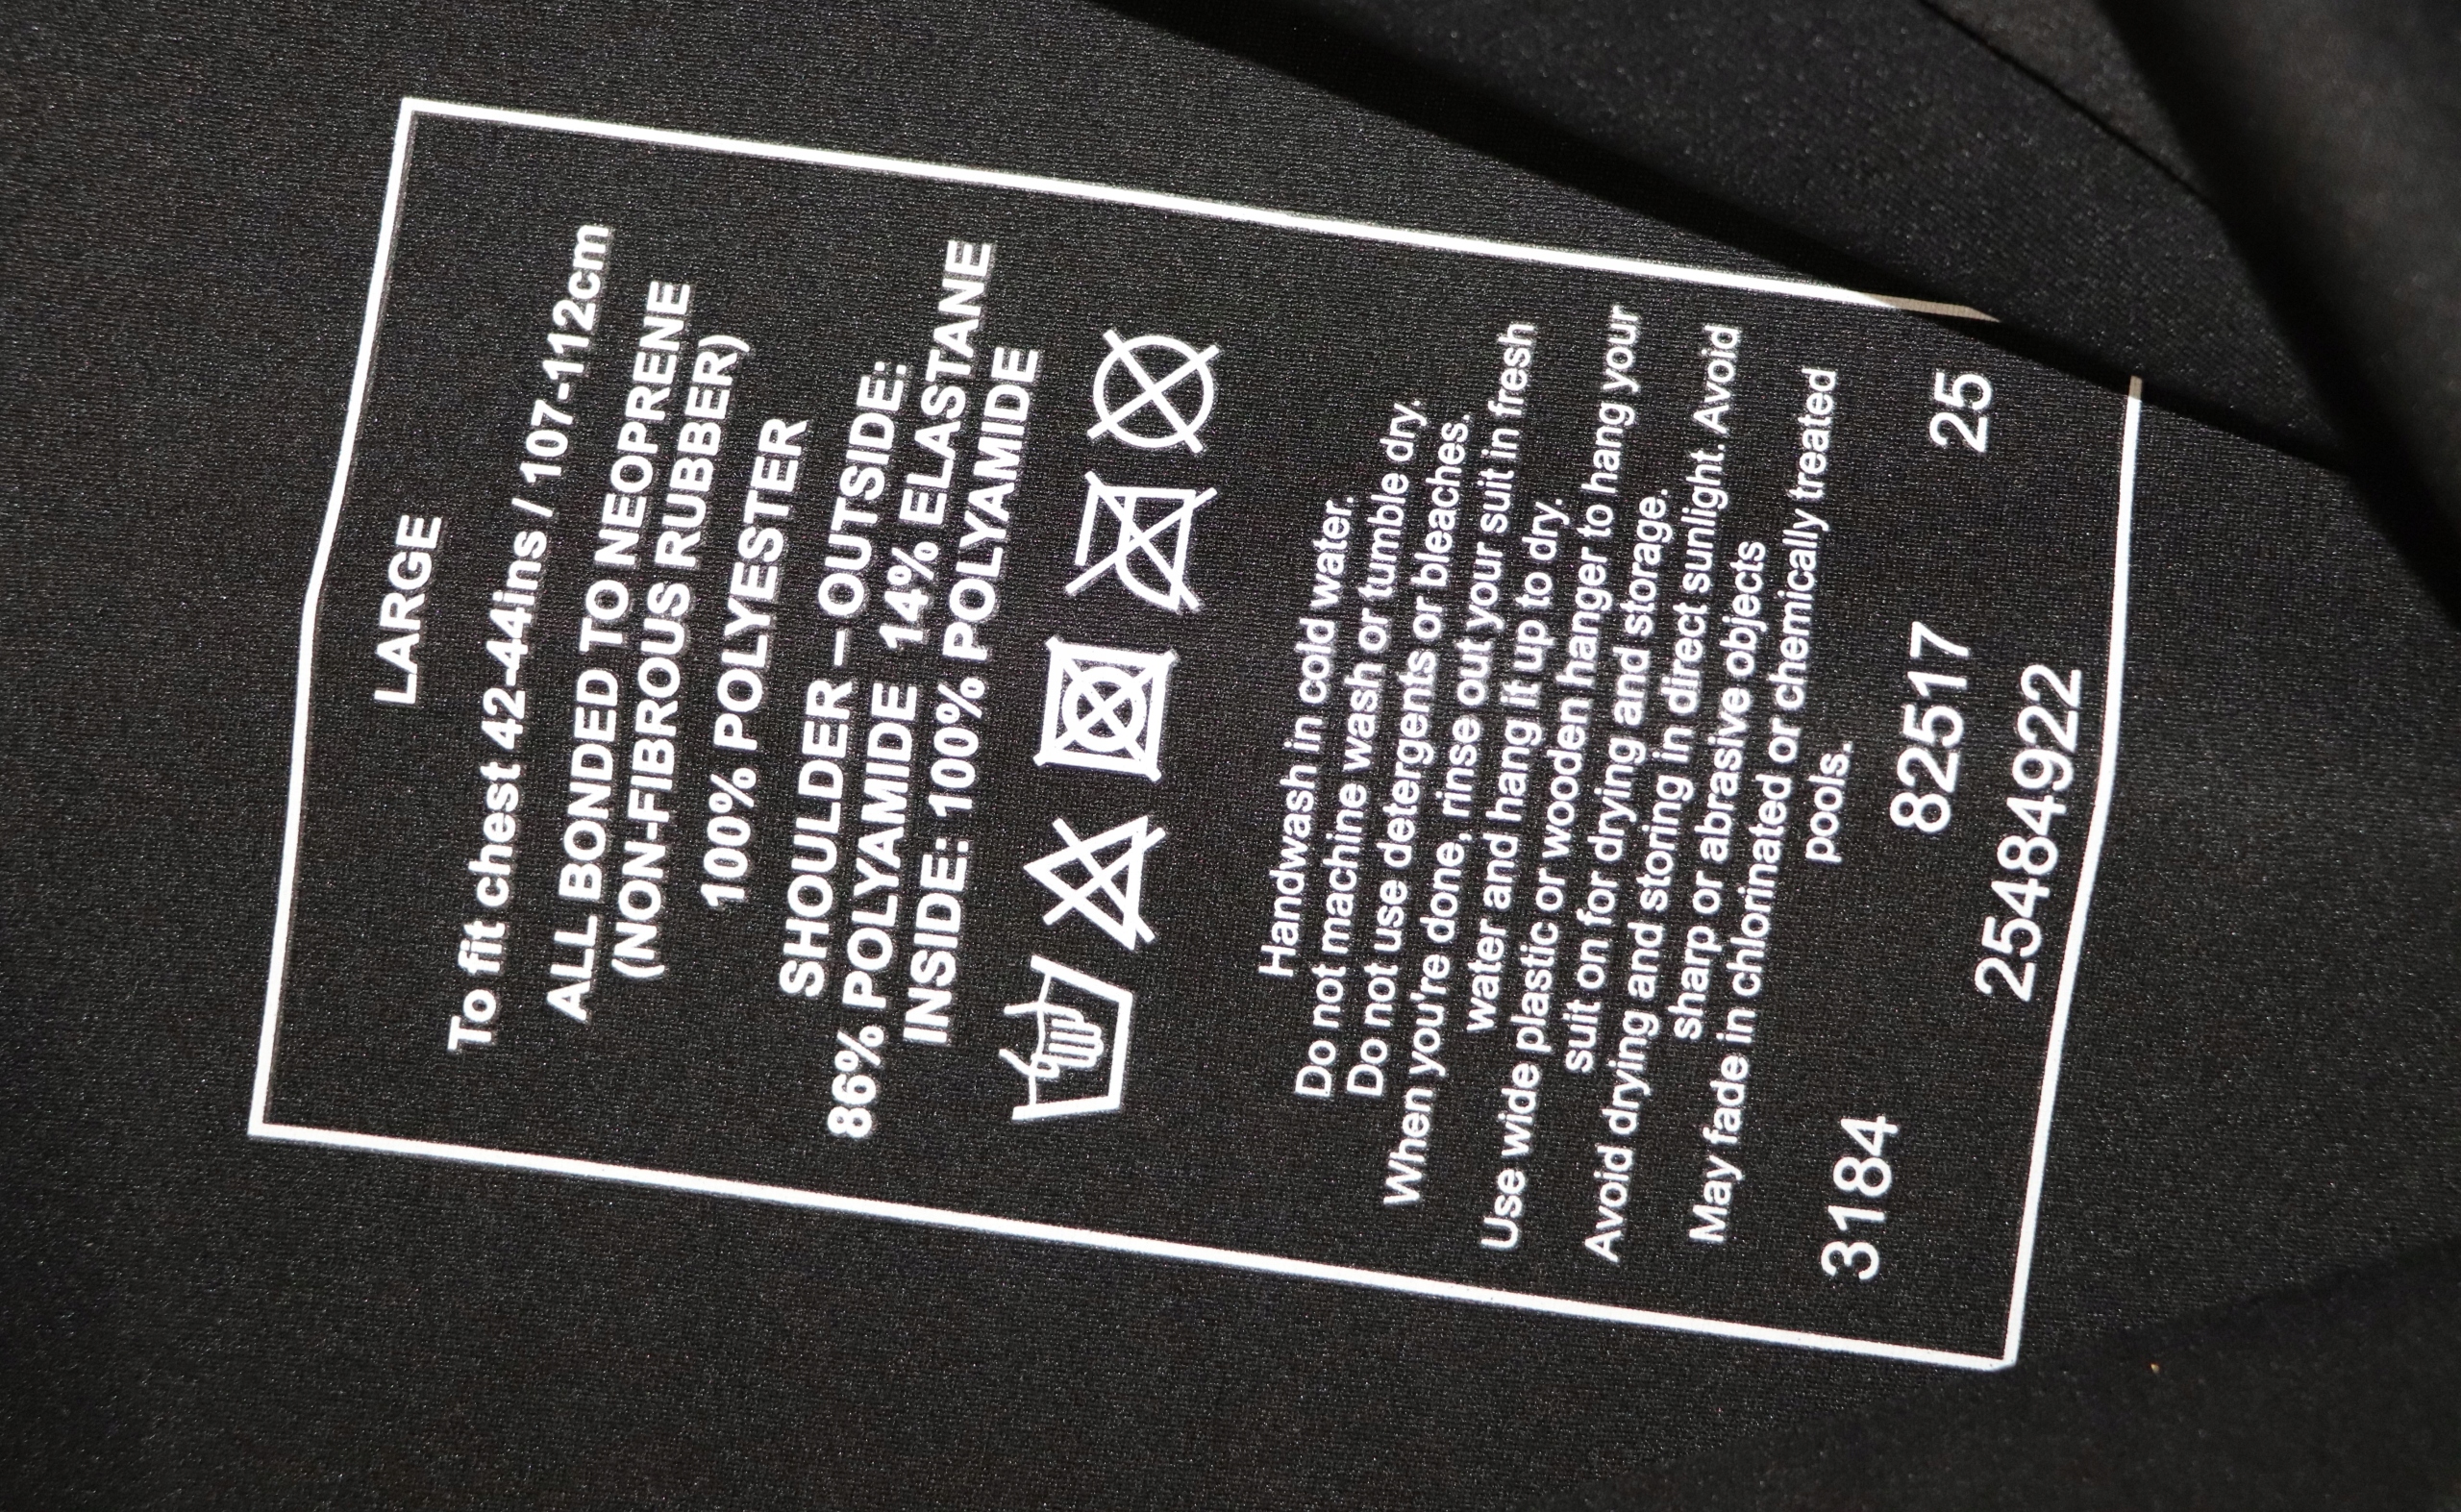 LARGE
To fit chest 42-44ins / 107-112cm
ALL BONDED TO NEOPRENE
(NON-FIBROUS RUBBER)
100% POLYESTER
SHOULDER – OUTSIDE:
86% POLYAMIDE 14% ELASTANE
INSIDE: 100% POLYAMIDE
Handwash in cold water.
Do not machine wash or tumble dry.
Do not use detergents or bleaches.
When you're done, rinse out your suit in fresh
water and hang it up to dry.
Use wide plastic or wooden hanger to hang your
suit on for drying and storage.
Avoid drying and storing in direct sunlight. Avoid
sharp or abrasive objects
May fade in chlorinated or chemically treated
pools.
3184 82517 25
25484922